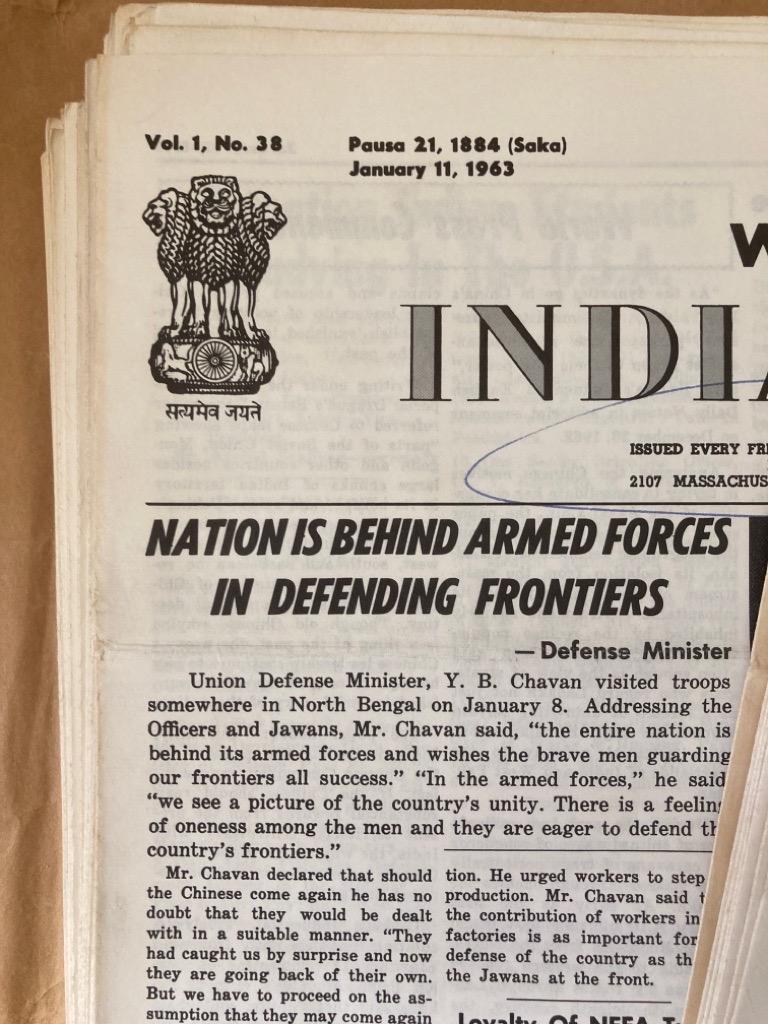 Vol. 1, No. 38
Pausa 21, 1884 (Saka)
January 11, 1963
सत्यमेव जयते
W
INDIA
ISSUED EVERY FRI
2107 MASSACHUS
NATION IS BEHIND ARMED FORCES
IN DEFENDING FRONTIERS
— Defense Minister
Union Defense Minister, Y. B. Chavan visited troops
somewhere in North Bengal on January 8. Addressing the
Officers and Jawans, Mr. Chavan said, "the entire nation is
behind its armed forces and wishes the brave men guarding
our frontiers all success." "In the armed forces," he said
"we see a picture of the country's unity. There is a feeling
of oneness among the men and they are eager to defend th
country's frontiers."
Mr. Chavan declared that should
the Chinese come again he has no
doubt that they would be dealt
with in a suitable manner. "They
had caught us by surprise and now
they are going back of their own.
But we have to proceed on the as-
sumption that they may come again
tion. He urged workers to step
production. Mr. Chavan said t
the contribution of workers in
factories is as important for
defense of the country as th
the Jawans at the front.
Loyalty Of NEFA T